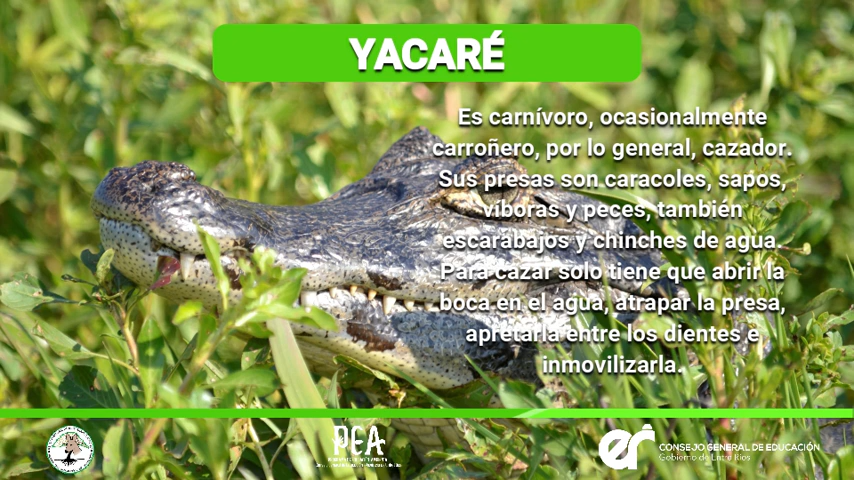 YACARÉ
Es carnívoro, ocasionalmente
carroñero, por lo general, cazador.
Sus presas son caracoles, sapos,
víboras y peces, también
escarabajos y chinches de agua.
Para cazar solo tiene que abrir la
boca en el agua, atrapar la presa,
apretarla entre los dientes e
inmovilizarla.
PEA
er
CONSEJO GENERAL DE EDUCACIÓN
Gobierno de Entre Ríos